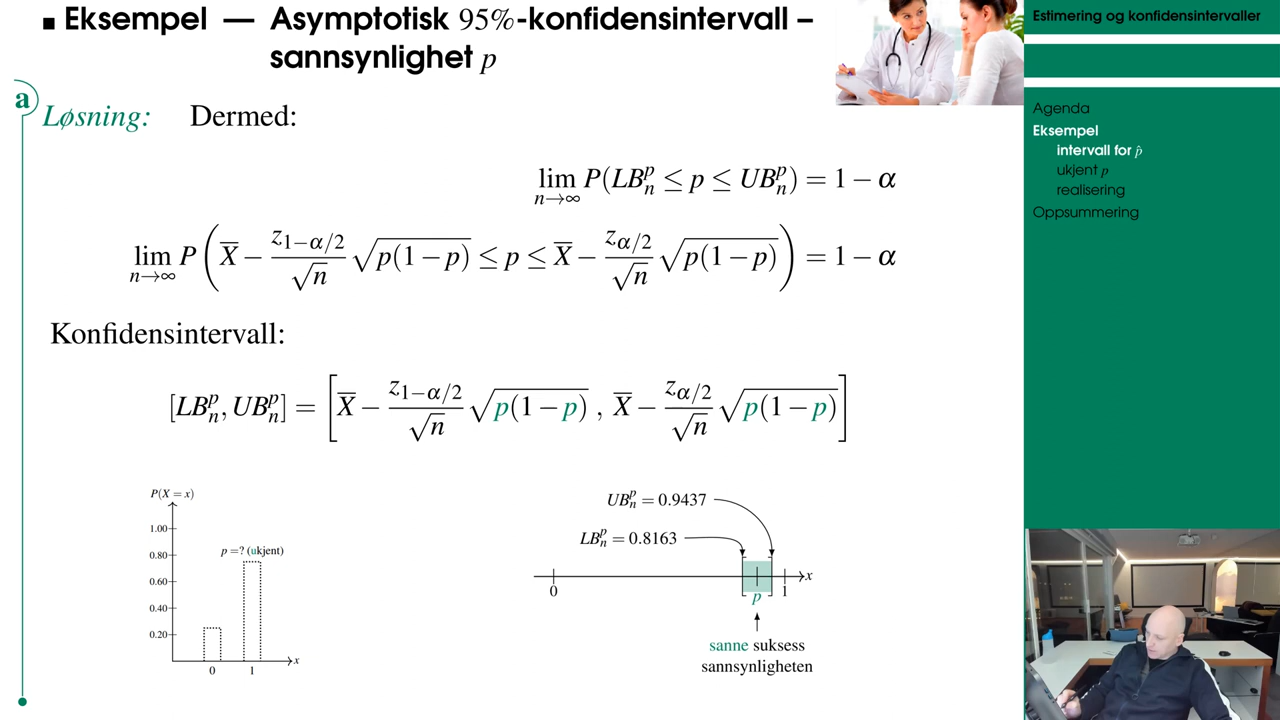 ■ Eksempel — Asymptotisk 95%-konfidensintervall –
sannsynlighet p
a
Løsning: Dermed:
lim_{n→∞} P(LB_n^p ≤ p ≤ UB_n^p) = 1 − α
lim_{n→∞} P(X̅ − z_{1−α/2}/√n √p(1−p) ≤ p ≤ X̅ − z_{α/2}/√n √p(1−p)) = 1 − α
Konfidensintervall:
[LB_n^p, UB_n^p] = [X̅ − z_{1−α/2}/√n √p(1−p) , X̅ − z_{α/2}/√n √p(1−p)]
P(X = x)
1.00
0.80
0.60
0.40
0.20
p =? (ukjent)
0 1
x
UB_n^p = 0.9437
LB_n^p = 0.8163
0 p 1 x
sanne suksess
sannsynligheten
Estimering og konfidensintervaller
Agenda
Eksempel
intervall for p̂
ukjent p
realisering
Oppsummering